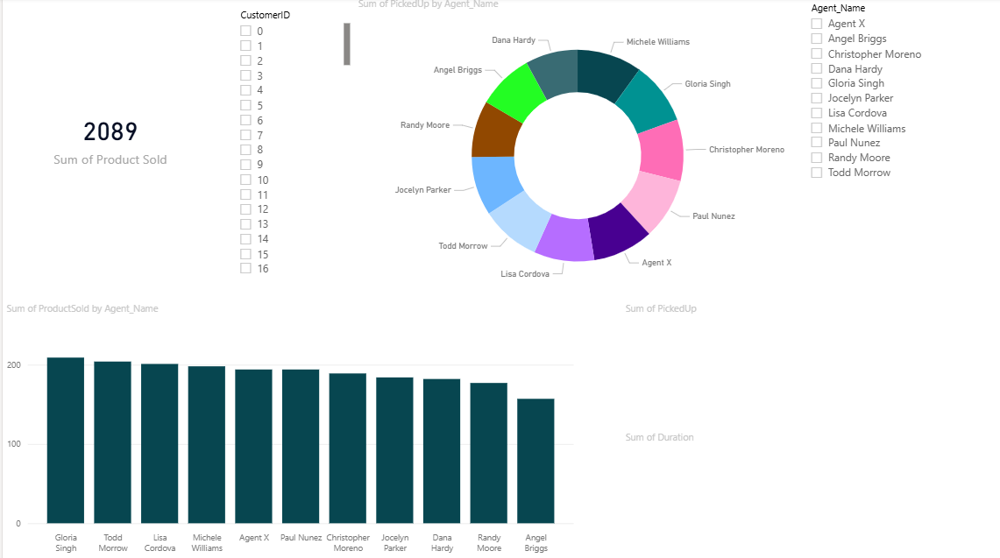 Sum of PickedUp by Agent_Name
CustomerID
0
1
2
3
4
5
6
7
8
9
10
11
12
13
14
15
16
2089
Sum of Product Sold
Dana Hardy
Michele Williams
Angel Briggs
Gloria Singh
Randy Moore
Christopher Moreno
Jocelyn Parker
Paul Nunez
Todd Morrow
Agent X
Lisa Cordova
Agent_Name
Agent X
Angel Briggs
Christopher Moreno
Dana Hardy
Gloria Singh
Jocelyn Parker
Lisa Cordova
Michele Williams
Paul Nunez
Randy Moore
Todd Morrow
Sum of ProductSold by Agent_Name
200
100
0
Gloria
Singh
Todd
Morrow
Lisa
Cordova
Michele
Williams
Agent X
Paul Nunez
Christopher
Moreno
Jocelyn
Parker
Dana
Hardy
Randy
Moore
Angel
Briggs
Sum of PickedUp
Sum of Duration